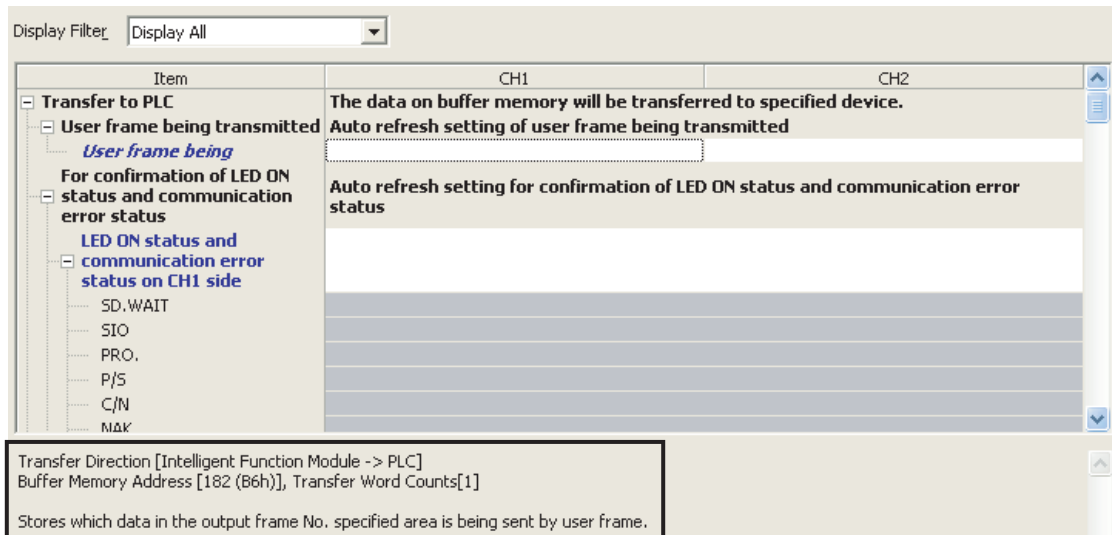 Display Filter Display All
Item CH1 CH2
Transfer to PLC The data on buffer memory will be transferred to specified device.
User frame being transmitted Auto refresh setting of user frame being transmitted
User frame being
For confirmation of LED ON
status and communication
error status
Auto refresh setting for confirmation of LED ON status and communication error
status
LED ON status and
communication error
status on CH1 side
SD.WAIT
SIO
PRO.
P/S
C/N
NAK
Transfer Direction [Intelligent Function Module -> PLC]
Buffer Memory Address [182 (B6h)], Transfer Word Counts[1]
Stores which data in the output frame No. specified area is being sent by user frame.